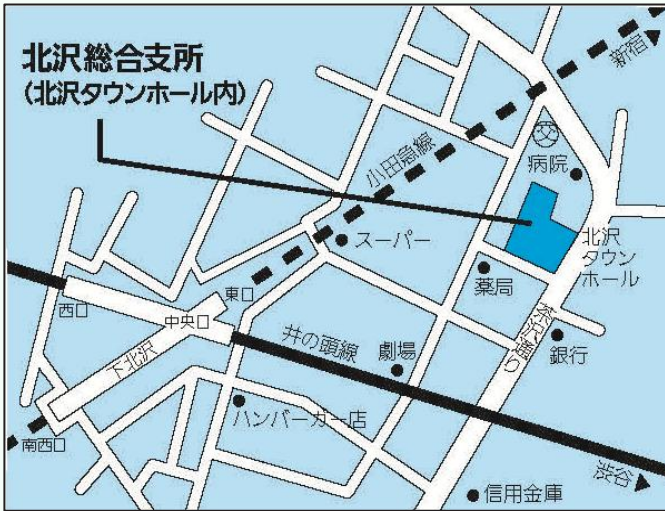 北沢総合支所
(北沢タウンホール内)
新宿
小田急線
病院
北沢
タウン
ホール
スーパー
薬局
東口
西口
中央口
下北沢
井の頭線
劇場
茶沢通り
銀行
ハンバーガー店
南西口
渋谷
信用金庫